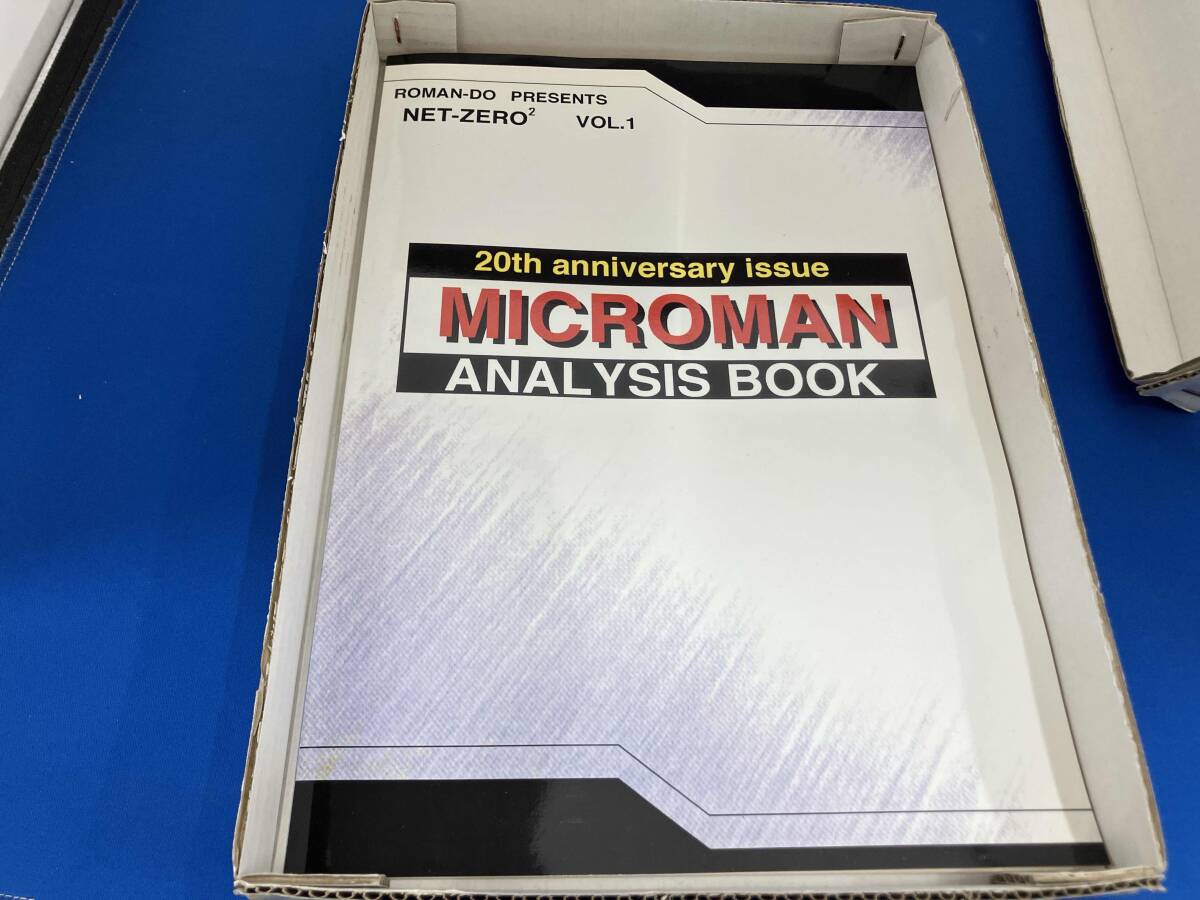 ROMAN-DO PRESENTS
NET-ZERO² VOL.1
20th anniversary issue
MICROMAN
ANALYSIS BOOK